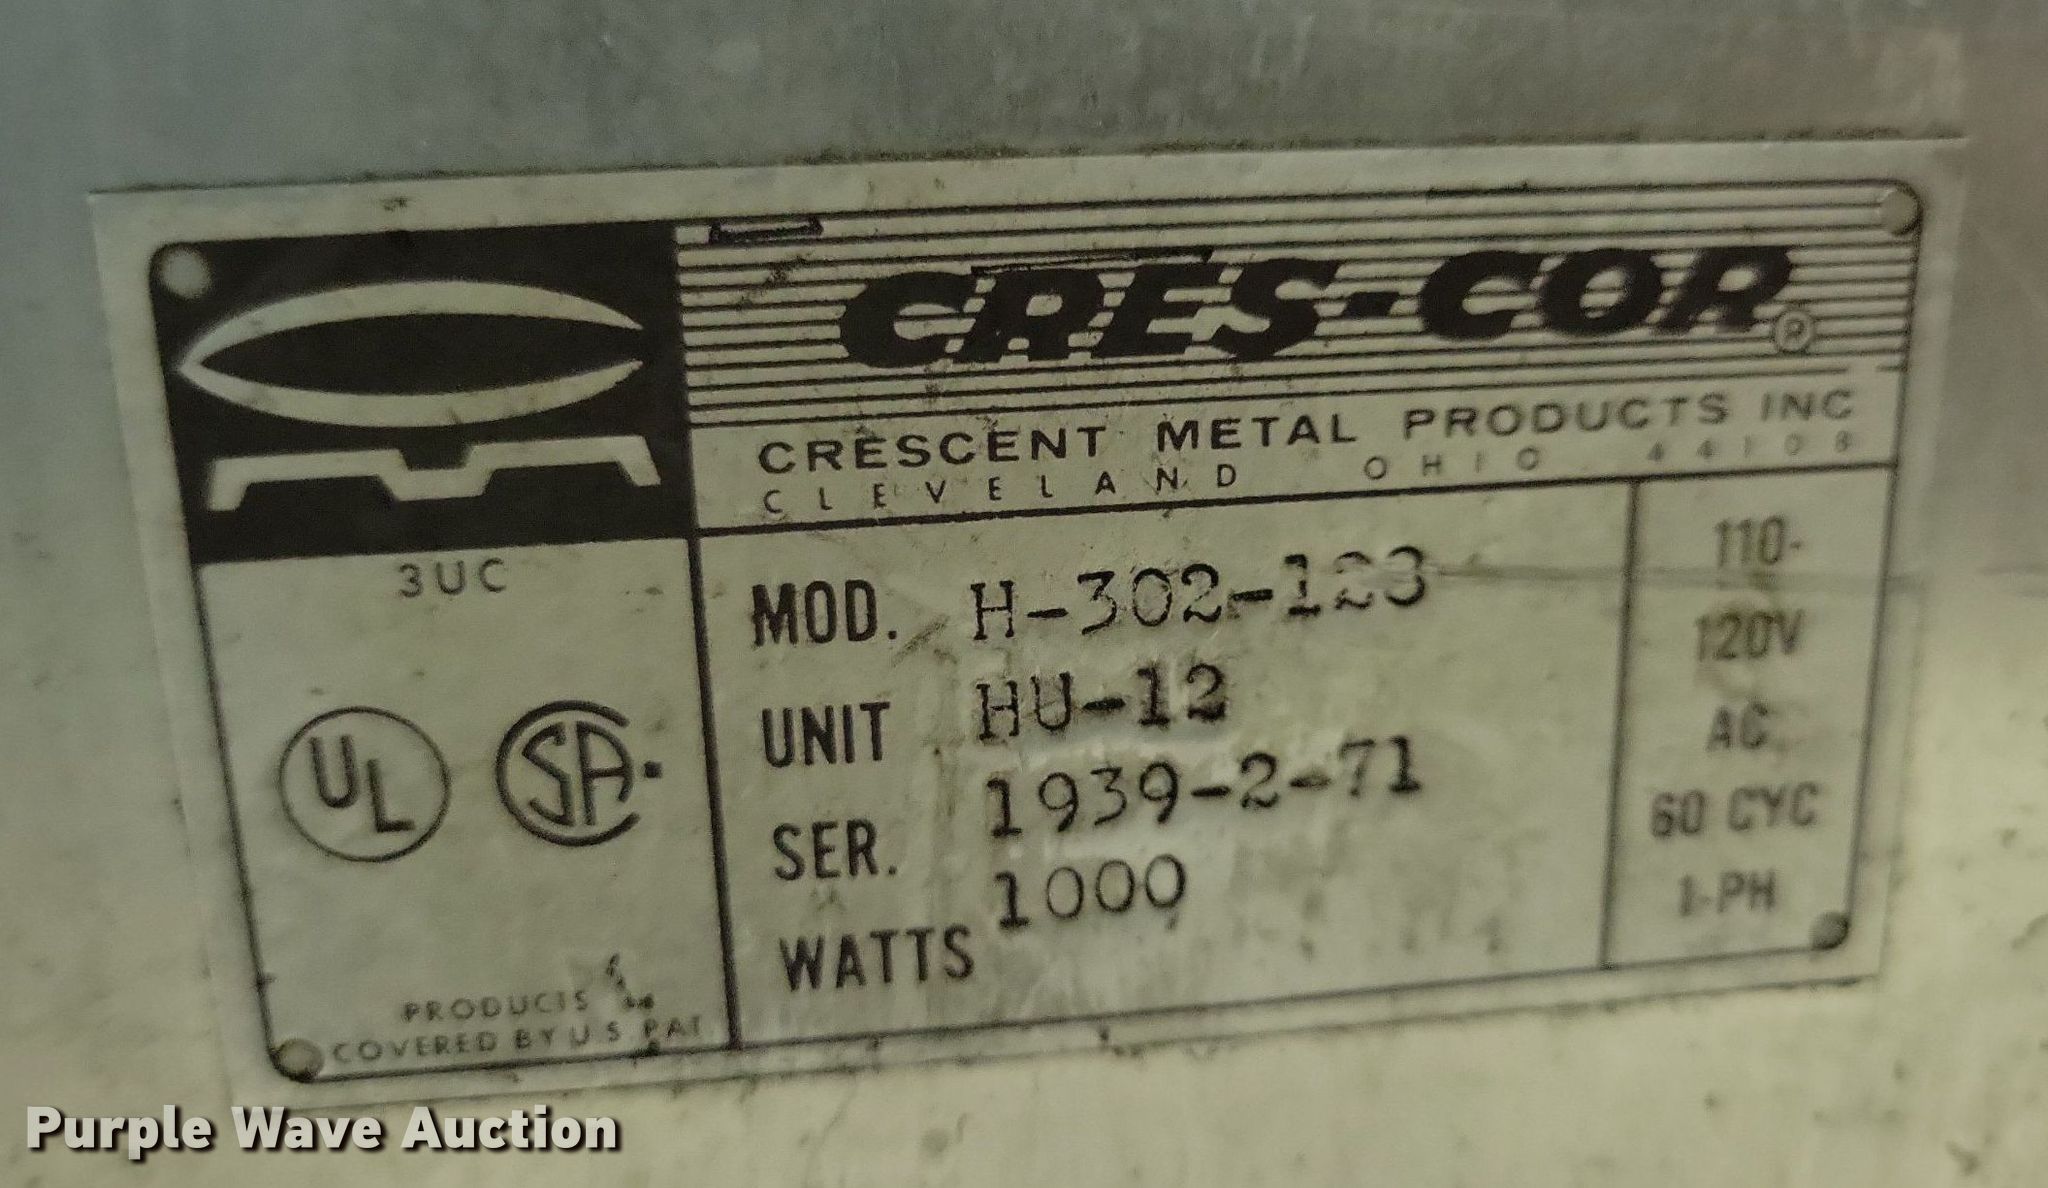 CRES-COR ®
CRESCENT METAL PRODUCTS INC
CLEVELAND OHIO 44108
3UC
MOD. H-302-123
UNIT HU-12
SER. 1939-2-71
WATTS 1000
110-
120V
AC
60 CYC
1-PH
UL
SA
PRODUCTS
COVERED BY U S PAT
Purple Wave Auction